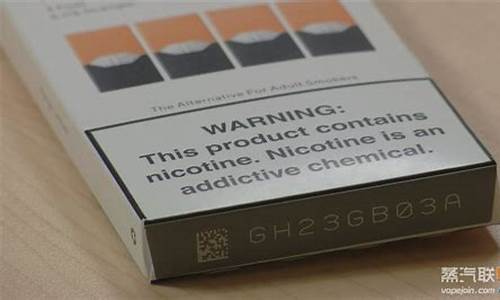 The Alternative For Adult Smokers
WARNING:
This product contains
nicotine. Nicotine is an
addictive chemical.
GH23GB03A
蒸汽联
vapejoin.com